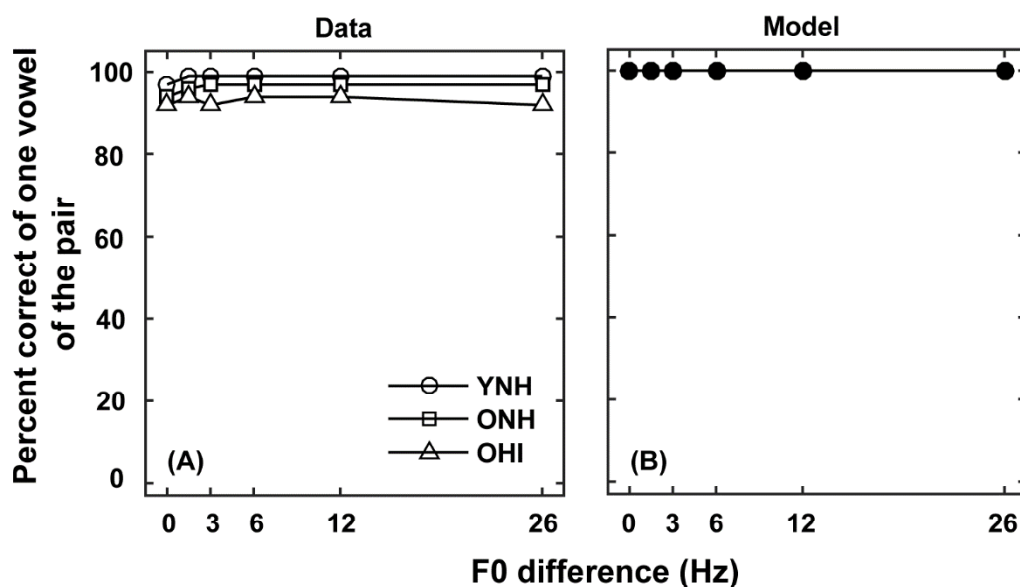 Data
Model
Percent correct of one vowel
of the pair
100
80
60
40
20
0
YNH
ONH
OHI
(A)
(B)
0 3 6 12 26
0 3 6 12 26
F0 difference (Hz)